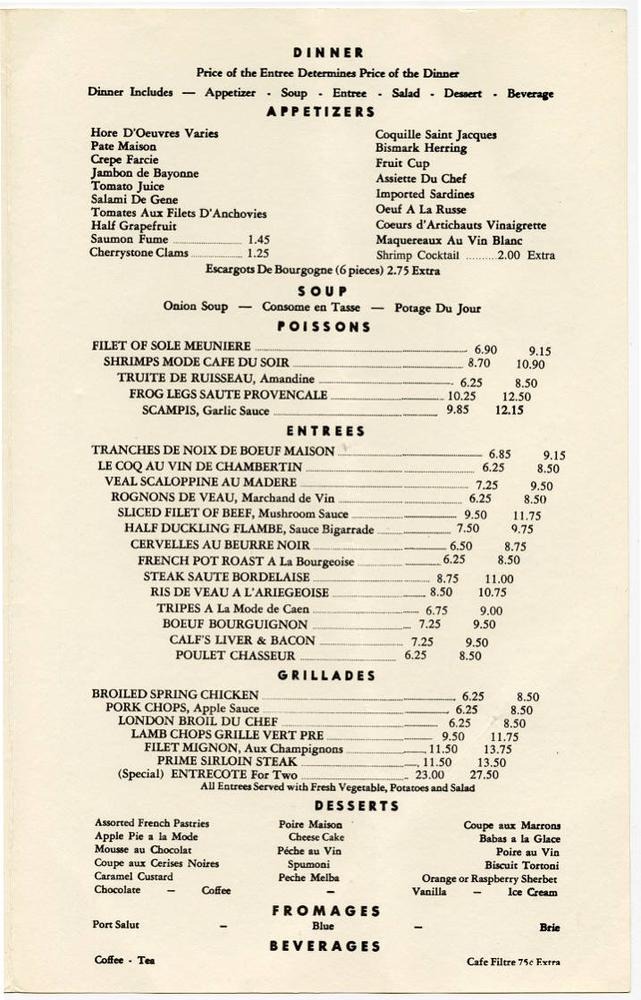 DINNER
Price of the Entree Determines Price of the Dinner
Dinner Includes — Appetizer - Soup - Entree - Salad - Dessert - Beverage
APPETIZERS
Hore D'Oeuvres Varies
Pate Maison
Crepe Farcie
Jambon de Bayonne
Tomato Juice
Salami De Gene
Tomates Aux Filets D'Anchovies
Half Grapefruit
Saumon Fume 1.45
Cherrystone Clams 1.25
Coquille Saint Jacques
Bismark Herring
Fruit Cup
Assiette Du Chef
Imported Sardines
Oeuf A La Russe
Coeurs d'Artichauts Vinaigrette
Maquereaux Au Vin Blanc
Shrimp Cocktail 2.00 Extra
Escargots De Bourgogne (6 pieces) 2.75 Extra
SOUP
Onion Soup — Consome en Tasse — Potage Du Jour
POISSONS
FILET OF SOLE MEUNIERE 6.90 9.15
SHRIMPS MODE CAFE DU SOIR 8.70 10.90
TRUITE DE RUISSEAU, Amandine 6.25 8.50
FROG LEGS SAUTE PROVENCALE 10.25 12.50
SCAMPIS, Garlic Sauce 9.85 12.15
ENTREES
TRANCHES DE NOIX DE BOEUF MAISON 6.85 9.15
LE COQ AU VIN DE CHAMBERTIN 6.25 8.50
VEAL SCALOPPINE AU MADERE 7.25 9.50
ROGNONS DE VEAU, Marchand de Vin 6.25 8.50
SLICED FILET OF BEEF, Mushroom Sauce 9.50 11.75
HALF DUCKLING FLAMBE, Sauce Bigarrade 7.50 9.75
CERVELLES AU BEURRE NOIR 6.50 8.75
FRENCH POT ROAST A La Bourgeoise 6.25 8.50
STEAK SAUTE BORDELAISE 8.75 11.00
RIS DE VEAU A L'ARIEGEOISE 8.50 10.75
TRIPES A La Mode de Caen 6.75 9.00
BOEUF BOURGUIGNON 7.25 9.50
CALF'S LIVER & BACON 7.25 9.50
POULET CHASSEUR 6.25 8.50
GRILLADES
BROILED SPRING CHICKEN 6.25 8.50
PORK CHOPS, Apple Sauce 6.25 8.50
LONDON BROIL DU CHEF 6.25 8.50
LAMB CHOPS GRILLE VERT PRE 9.50 11.75
FILET MIGNON, Aux Champignons 11.50 13.75
PRIME SIRLOIN STEAK 11.50 13.50
(Special) ENTRECOTE For Two 23.00 27.50
All Entrees Served with Fresh Vegetable, Potatoes and Salad
DESSERTS
Assorted French Pastries
Apple Pie a la Mode
Mousse au Chocolat
Coupe aux Cerises Noires
Caramel Custard
Poire Maison
Cheese Cake
Péche au Vin
Spumoni
Peche Melba
Coupe aux Marrons
Babas a la Glace
Poire au Vin
Biscuit Tortoni
Orange or Raspberry Sherbet
Chocolate — Coffee — Vanilla — Ice Cream
FROMAGES
Port Salut — Blue — Brie
BEVERAGES
Coffee - Tea
Cafe Filtre 75c Extra